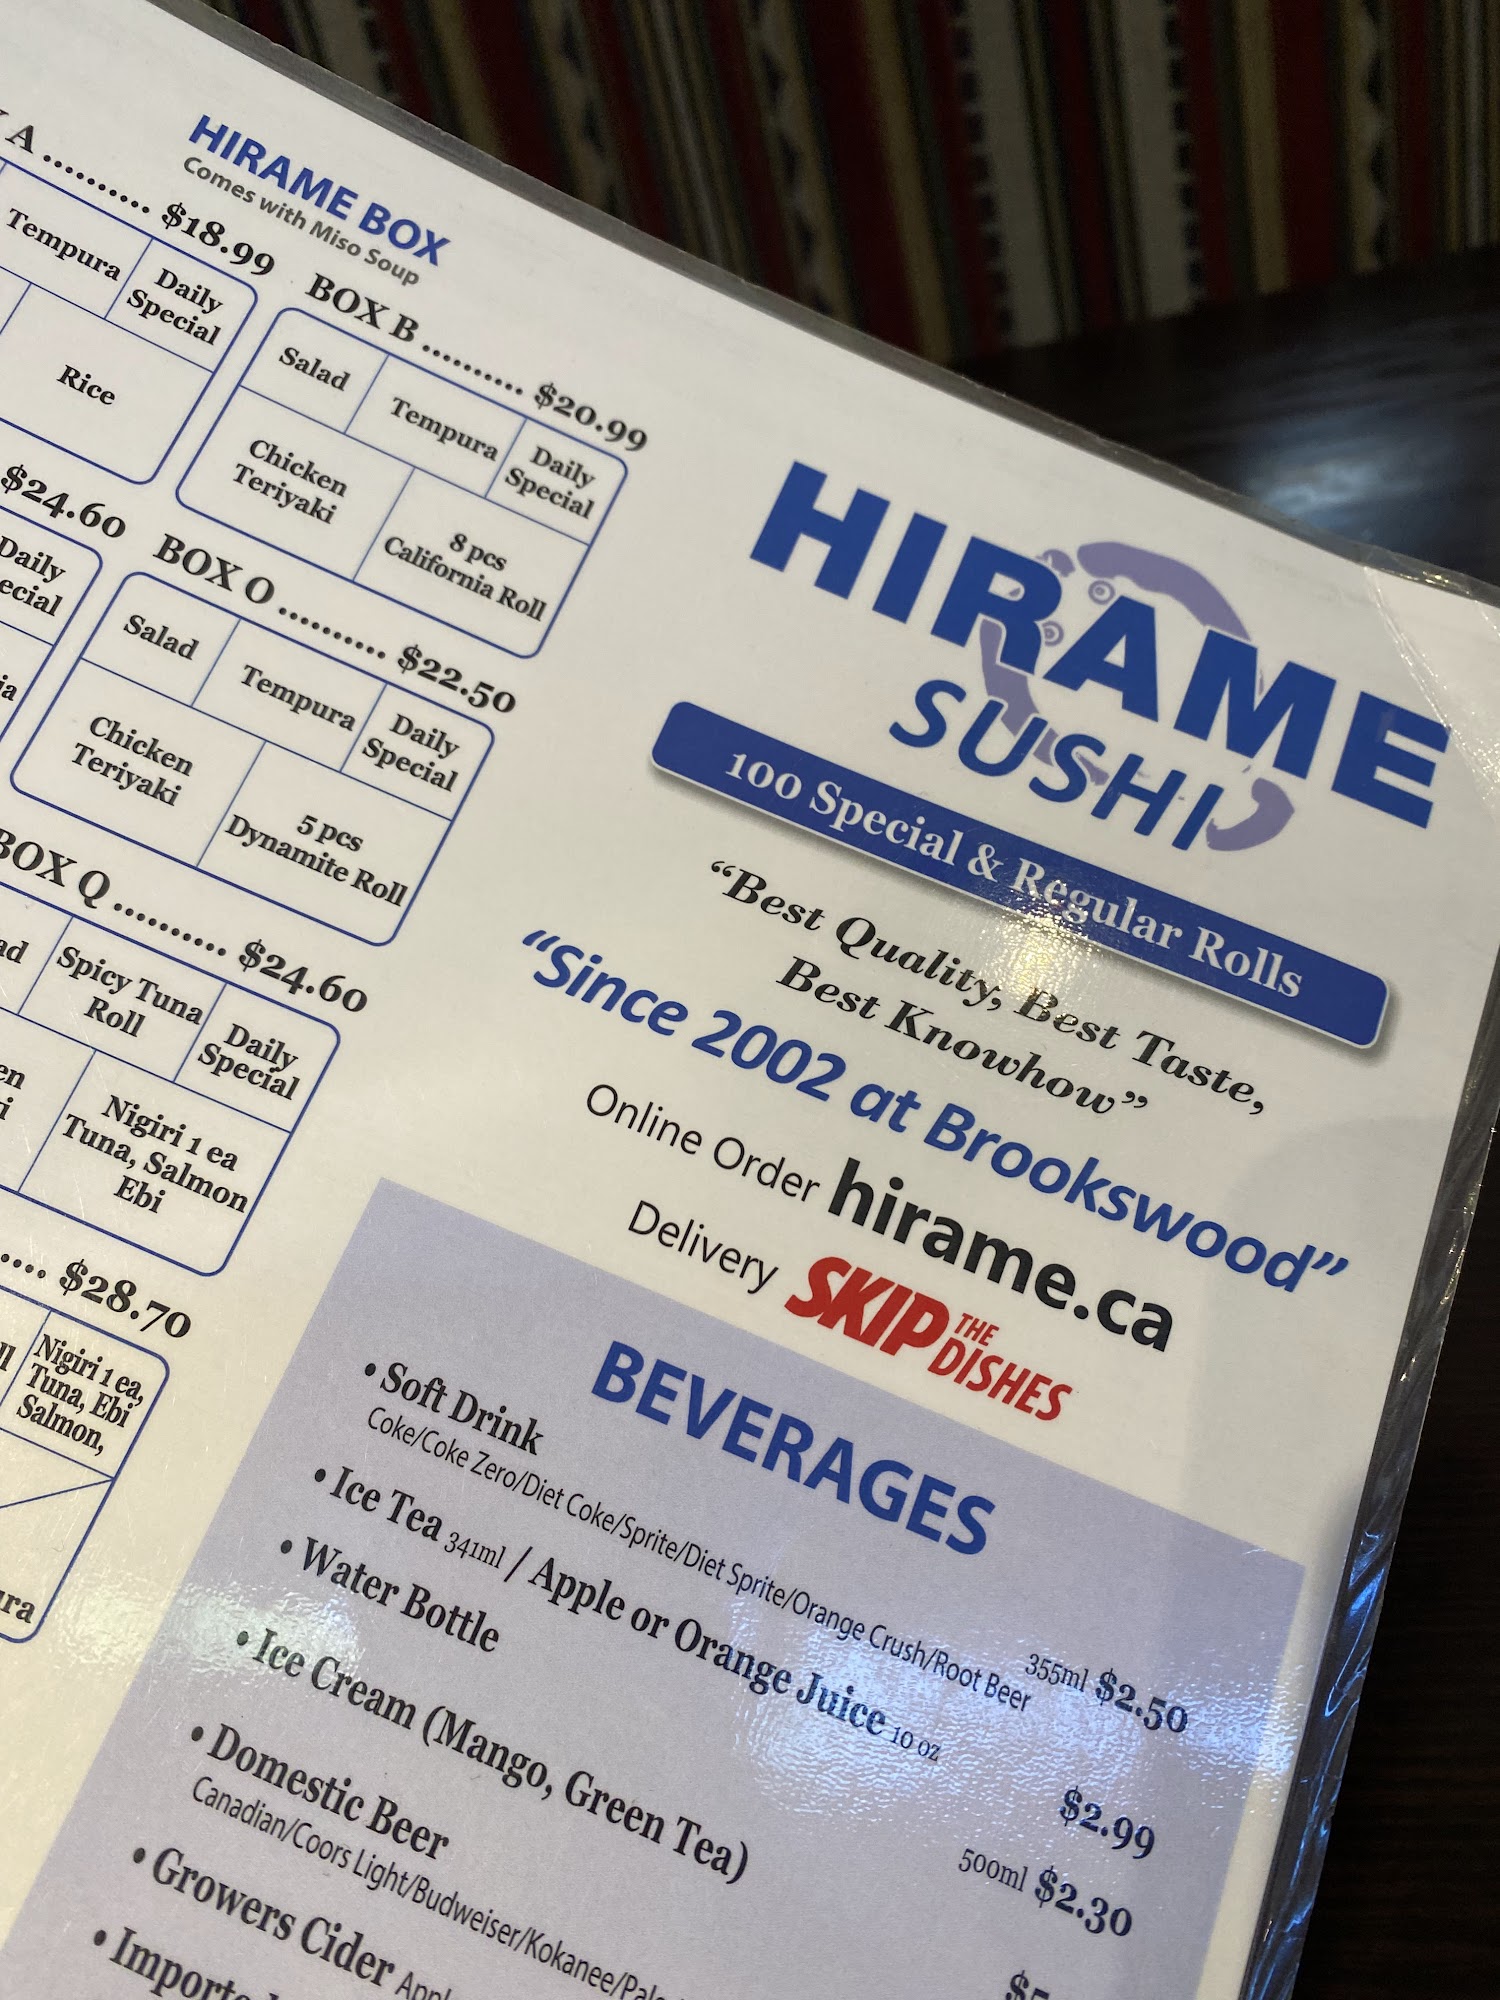 HIRAME BOX
Comes with Miso Soup
A ......... $18.99
Tempura
Daily
Special
Rice
BOX B .......... $20.99
Salad
Tempura
Daily
Special
Chicken
Teriyaki
8 pcs
California Roll
$24.60
Daily
BOX O .......... $22.50
Salad
Tempura
Daily
Special
Chicken
Teriyaki
5 pcs
Dynamite Roll
BOX Q .......... $24.60
Spicy Tuna
Roll
Daily
Special
Nigiri 1 ea
Tuna, Salmon
Ebi
.... $28.70
Nigiri 1 ea,
Tuna, Ebi
Salmon,
HIRAME
SUSHI
100 Special & Regular Rolls
“Best Quality, Best Taste,
Best Knowhow”
“Since 2002 at Brookswood”
Online Order hirame.ca
Delivery SKIP THE DISHES
BEVERAGES
• Soft Drink 355ml $2.50
Coke/Coke Zero/Diet Coke/Sprite/Diet Sprite/Orange Crush/Root Beer
• Ice Tea 341ml / Apple or Orange Juice 10 oz $2.99
• Water Bottle 500ml $2.30
• Ice Cream (Mango, Green Tea)
• Domestic Beer
Canadian/Coors Light/Budweiser/Kokanee/
• Growers Cider